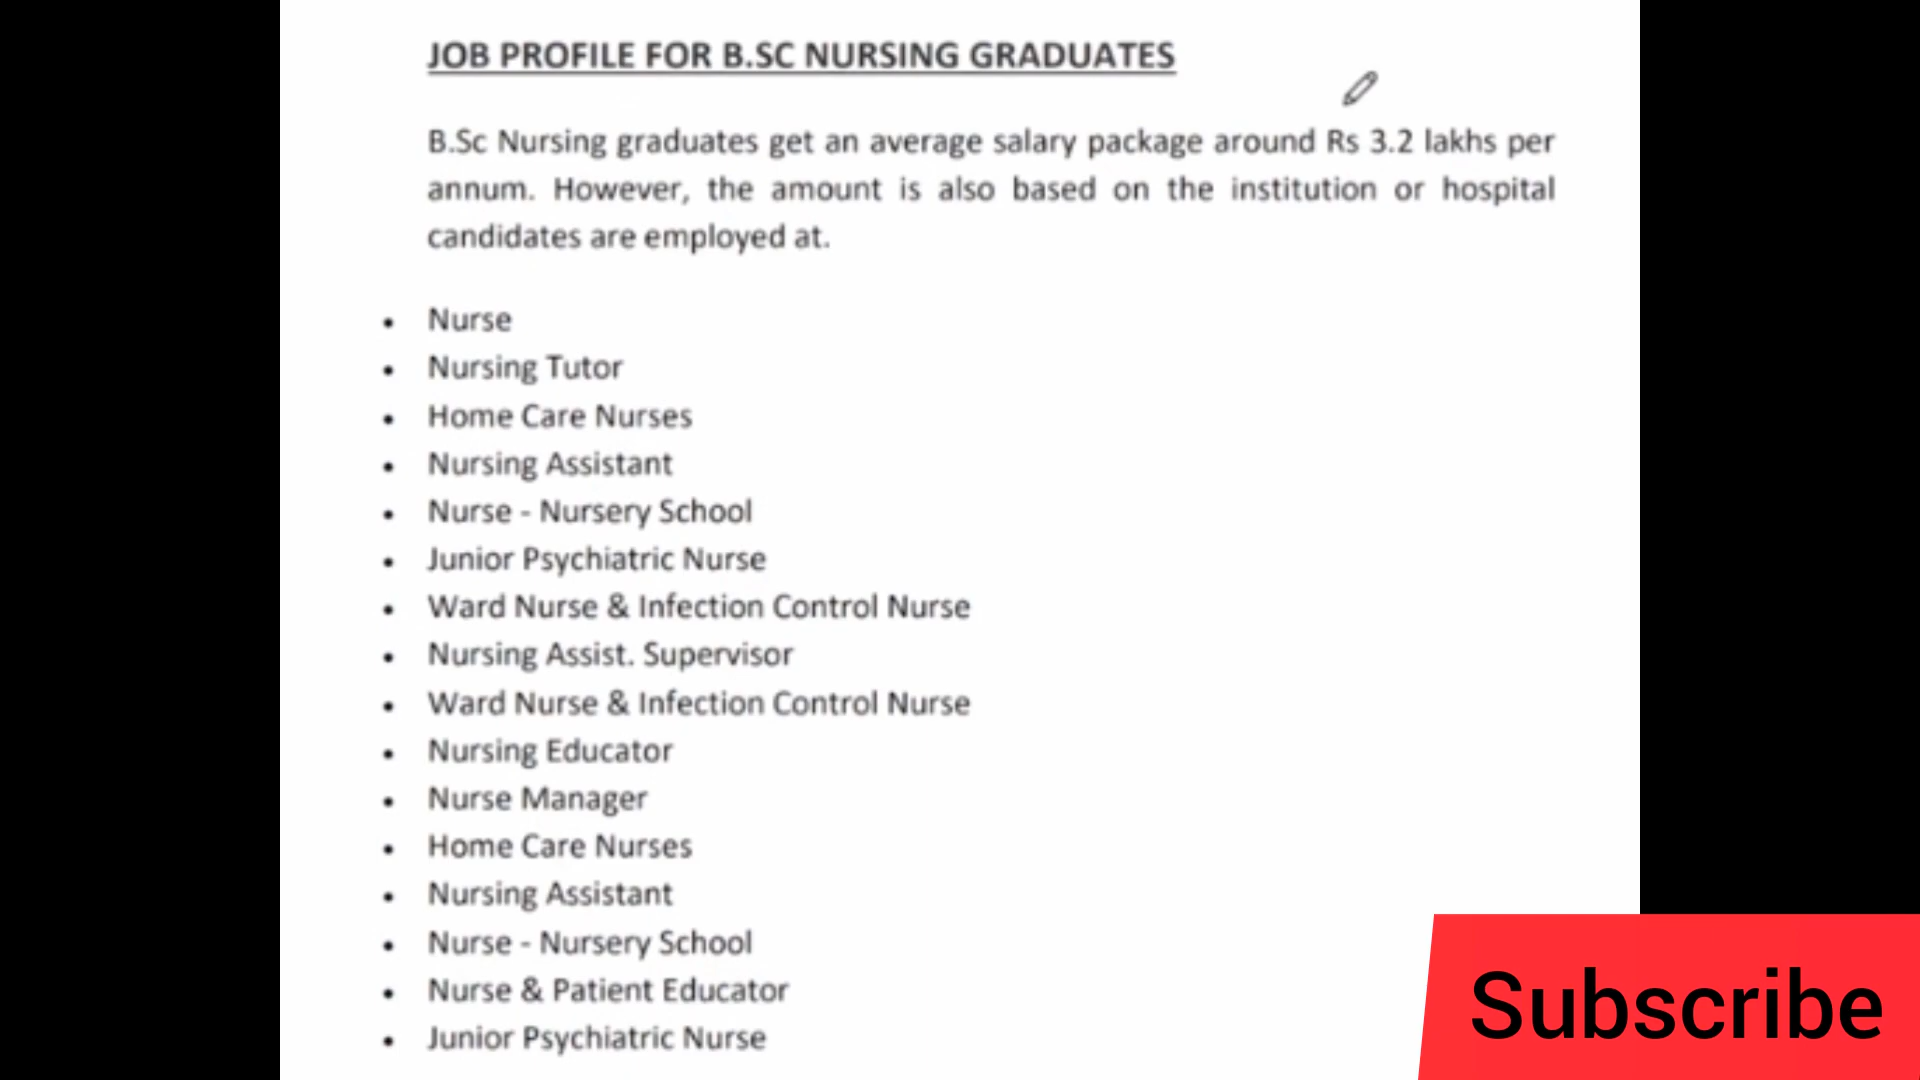 JOB PROFILE FOR B.SC NURSING GRADUATES
B.Sc Nursing graduates get an average salary package around Rs 3.2 lakhs per
annum. However, the amount is also based on the institution or hospital
candidates are employed at.
• Nurse
• Nursing Tutor
• Home Care Nurses
• Nursing Assistant
• Nurse - Nursery School
• Junior Psychiatric Nurse
• Ward Nurse & Infection Control Nurse
• Nursing Assist. Supervisor
• Ward Nurse & Infection Control Nurse
• Nursing Educator
• Nurse Manager
• Home Care Nurses
• Nursing Assistant
• Nurse - Nursery School
• Nurse & Patient Educator
• Junior Psychiatric Nurse
Subscribe